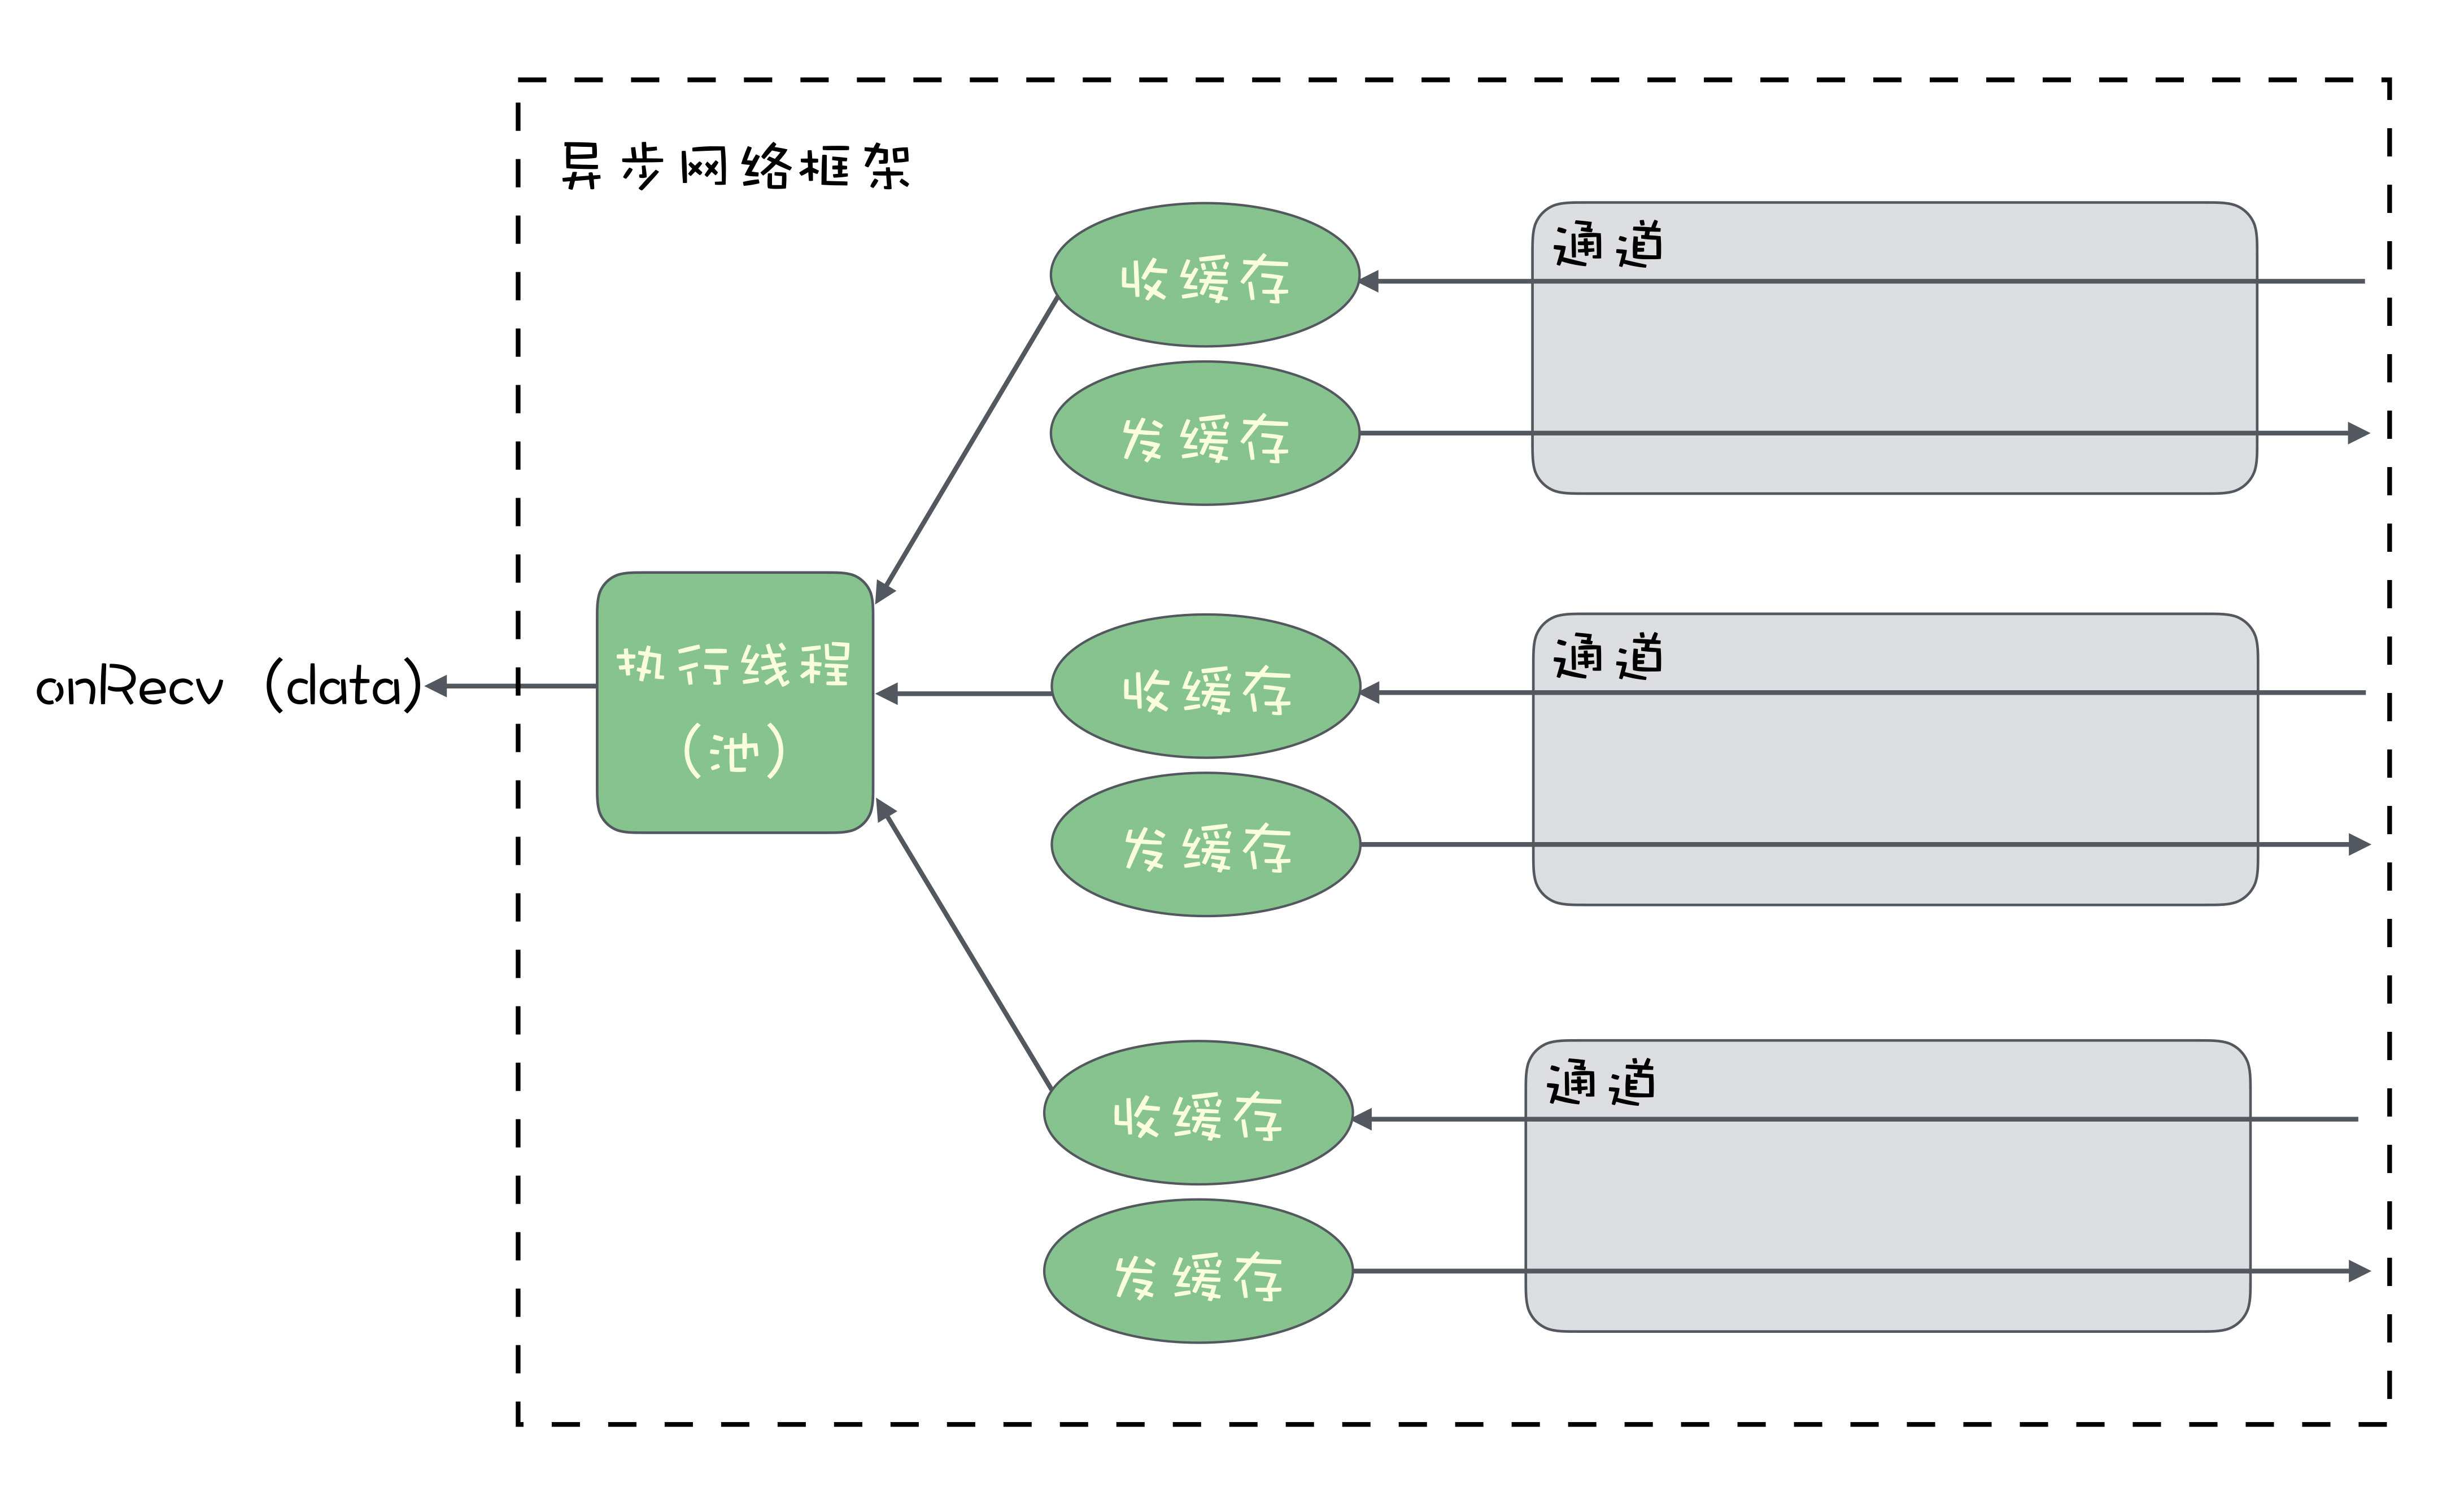 异步网络框架
通道
收缓存
发缓存
onRecv （data）
执行线程
（池）
通道
收缓存
发缓存
通道
收缓存
发缓存